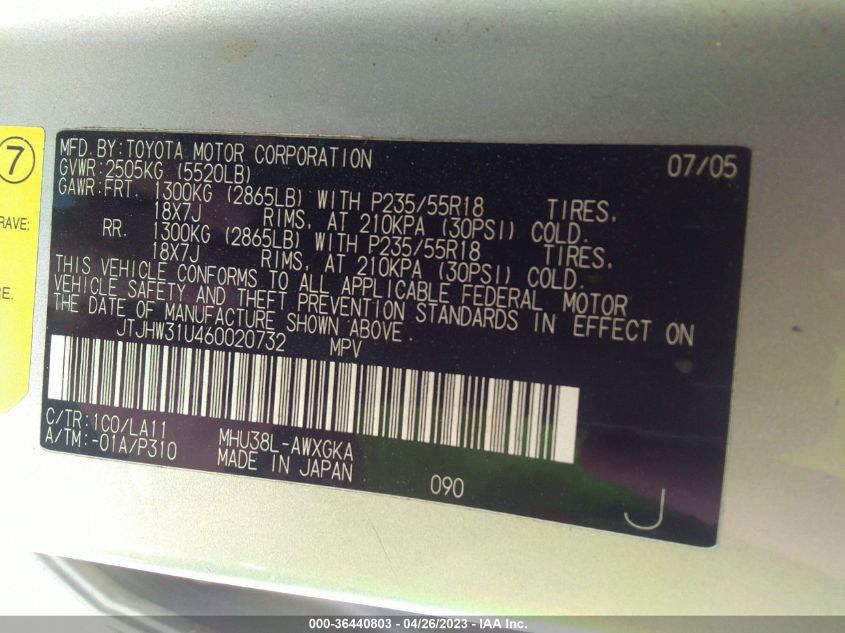 7
RAVE:
RE.
MFD. BY: TOYOTA MOTOR CORPORATION 07/05
GVWR: 2505KG (5520LB)
GAWR: FRT. 1300KG (2865LB) WITH P235/55R18 TIRES,
18X7J RIMS, AT 210KPA (30PSI) COLD.
RR. 1300KG (2865LB) WITH P235/55R18 TIRES,
18X7J RIMS, AT 210KPA (30PSI) COLD.
THIS VEHICLE CONFORMS TO ALL APPLICABLE FEDERAL MOTOR
VEHICLE SAFETY AND THEFT PREVENTION STANDARDS IN EFFECT ON
THE DATE OF MANUFACTURE SHOWN ABOVE.
JTJHW31U460020732 MPV
C/TR: 1C0/LA11 MHU38L-AWXGKA
A/TM: -01A/P310 MADE IN JAPAN
090
J
000-36440803 - 04/26/2023 - IAA Inc.